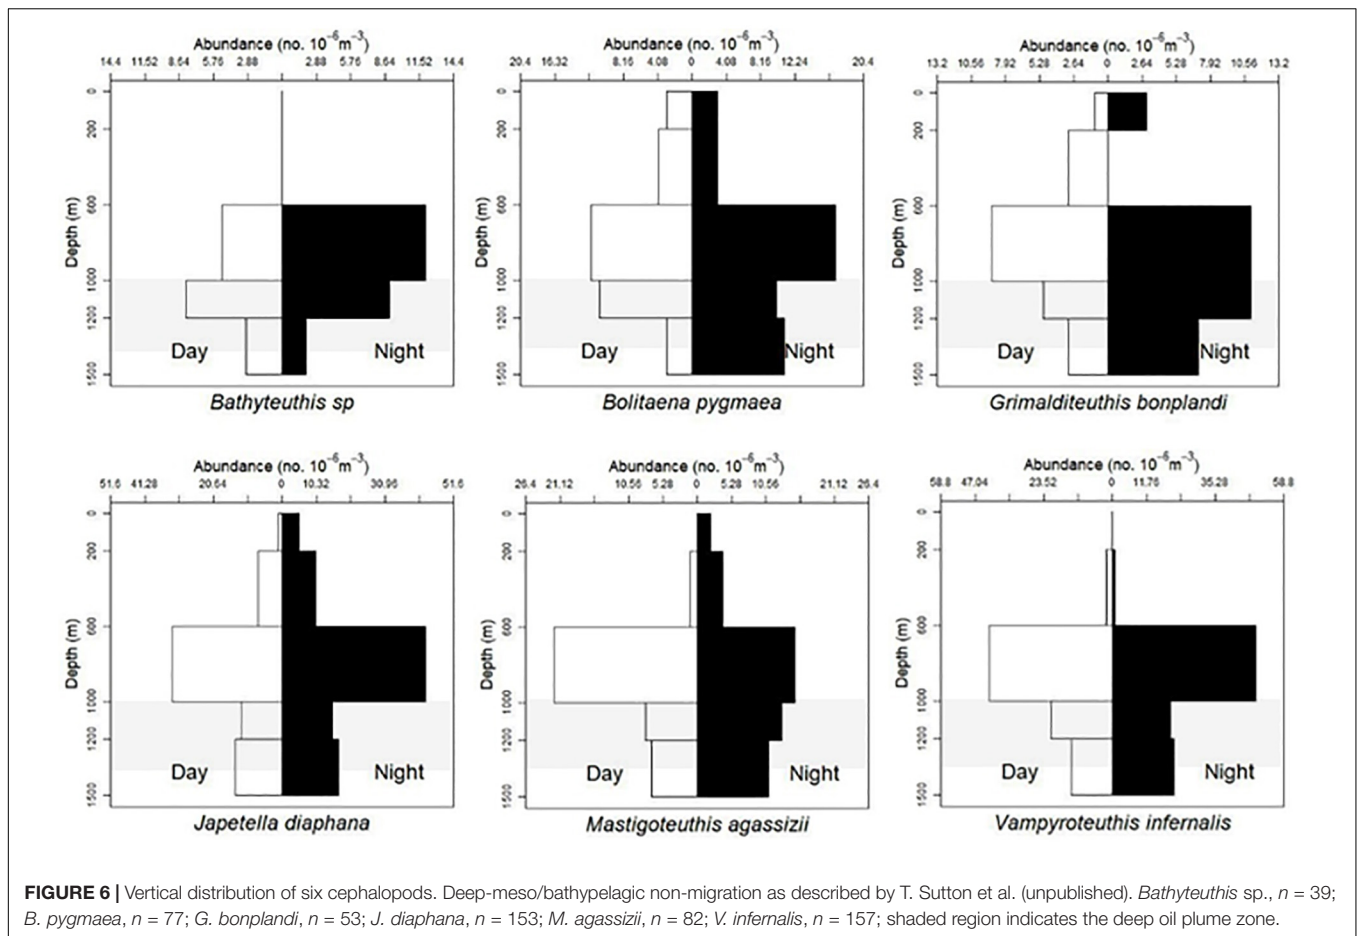 Abundance (no. 10⁻⁶m⁻³)
14.4 11.52 8.64 5.76 2.88 2.88 5.76 8.64 11.52 14.4
Depth (m)
0
200
600
1000
1200
1500
Day
Night
Bathyteuthis sp
Abundance (no. 10⁻⁶m⁻³)
20.4 16.32 8.16 4.08 0 4.08 8.16 12.24 20.4
Depth (m)
0
200
600
1000
1200
1500
Day
Night
Bolitaena pygmaea
Abundance (no. 10⁻⁶m⁻³)
13.2 10.56 7.92 5.28 2.64 0 2.64 5.28 7.92 10.56 13.2
Depth (m)
0
200
600
1000
1200
1500
Day
Night
Grimalditeuthis bonplandi
Abundance (no. 10⁻⁶m⁻³)
51.6 41.28 20.64 0 10.32 30.96 51.6
Depth (m)
0
200
600
1000
1200
1500
Day
Night
Japetella diaphana
Abundance (no. 10⁻⁶m⁻³)
26.4 21.12 10.56 5.28 0 5.28 10.56 21.12 26.4
Depth (m)
0
200
600
1000
1200
1500
Day
Night
Mastigoteuthis agassizii
Abundance (no. 10⁻⁶m⁻³)
58.8 47.04 23.52 0 11.76 35.28 58.8
Depth (m)
0
200
600
1000
1200
1500
Day
Night
Vampyroteuthis infernalis
FIGURE 6 | Vertical distribution of six cephalopods. Deep-meso/bathypelagic non-migration as described by T. Sutton et al. (unpublished). Bathyteuthis sp., n = 39;
B. pygmaea, n = 77; G. bonplandi, n = 53; J. diaphana, n = 153; M. agassizii, n = 82; V. infernalis, n = 157; shaded region indicates the deep oil plume zone.